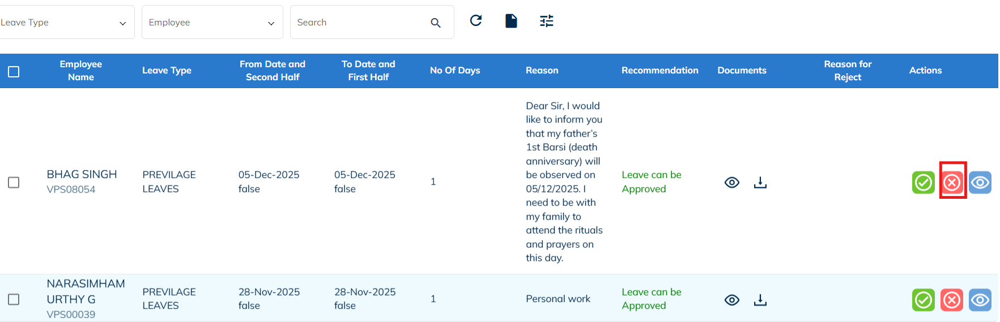 Leave Type
Employee
Search
Employee
Name
Leave Type
From Date and
Second Half
To Date and
First Half
No Of Days
Reason
Recommendation
Documents
Reason for
Reject
Actions
BHAG SINGH
VPS08054
PREVILAGE
LEAVES
05-Dec-2025
false
05-Dec-2025
false
1
Dear Sir, I would
like to inform you
that my father’s
1st Barsi (death
anniversary) will
be observed on
05/12/2025. I
need to be with
my family to
attend the rituals
and prayers on
this day.
Leave can be
Approved
NARASIMHAM
URTHY G
VPS00039
PREVILAGE
LEAVES
28-Nov-2025
false
28-Nov-2025
false
1
Personal work
Leave can be
Approved